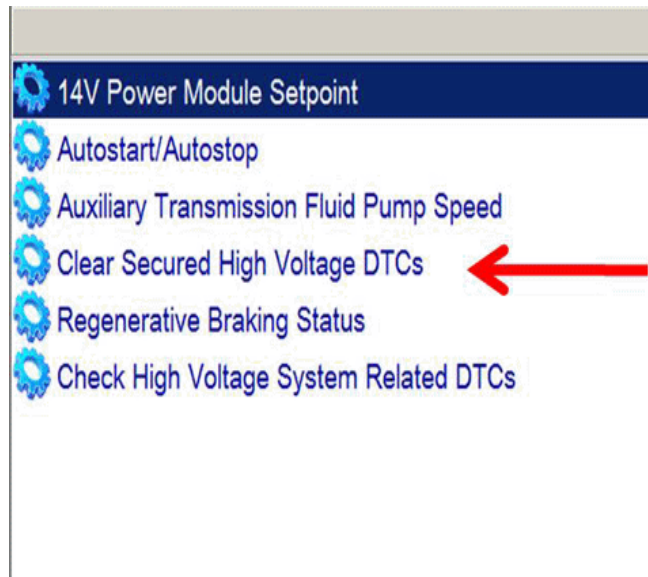 14V Power Module Setpoint
Autostart/Autostop
Auxiliary Transmission Fluid Pump Speed
Clear Secured High Voltage DTCs
Regenerative Braking Status
Check High Voltage System Related DTCs